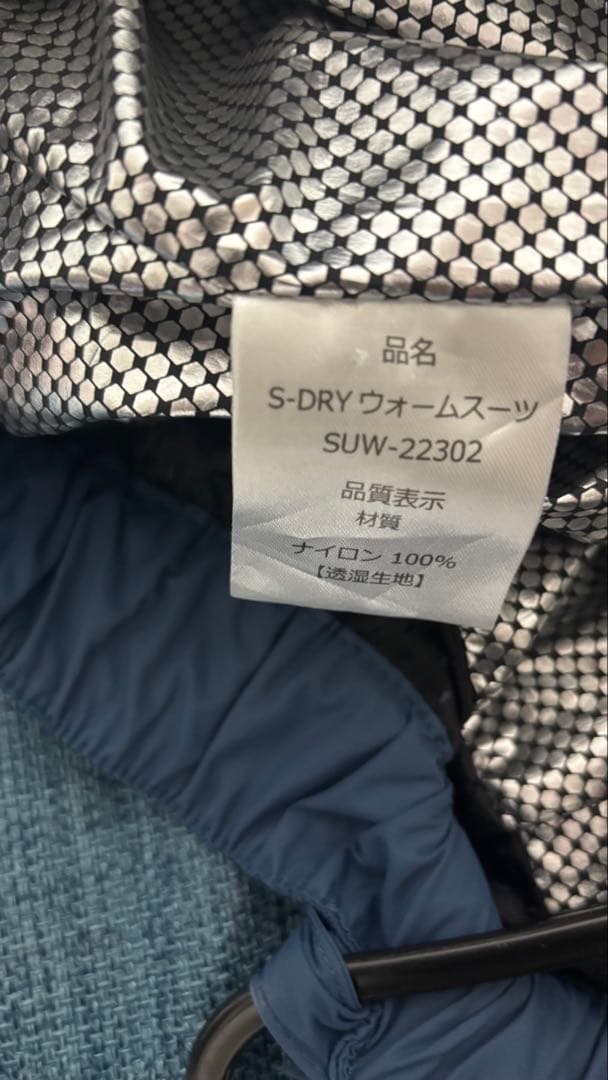 品名
S-DRY ウォームスーツ
SUW-22302
品質表示
材質
ナイロン 100%
【透湿生地】